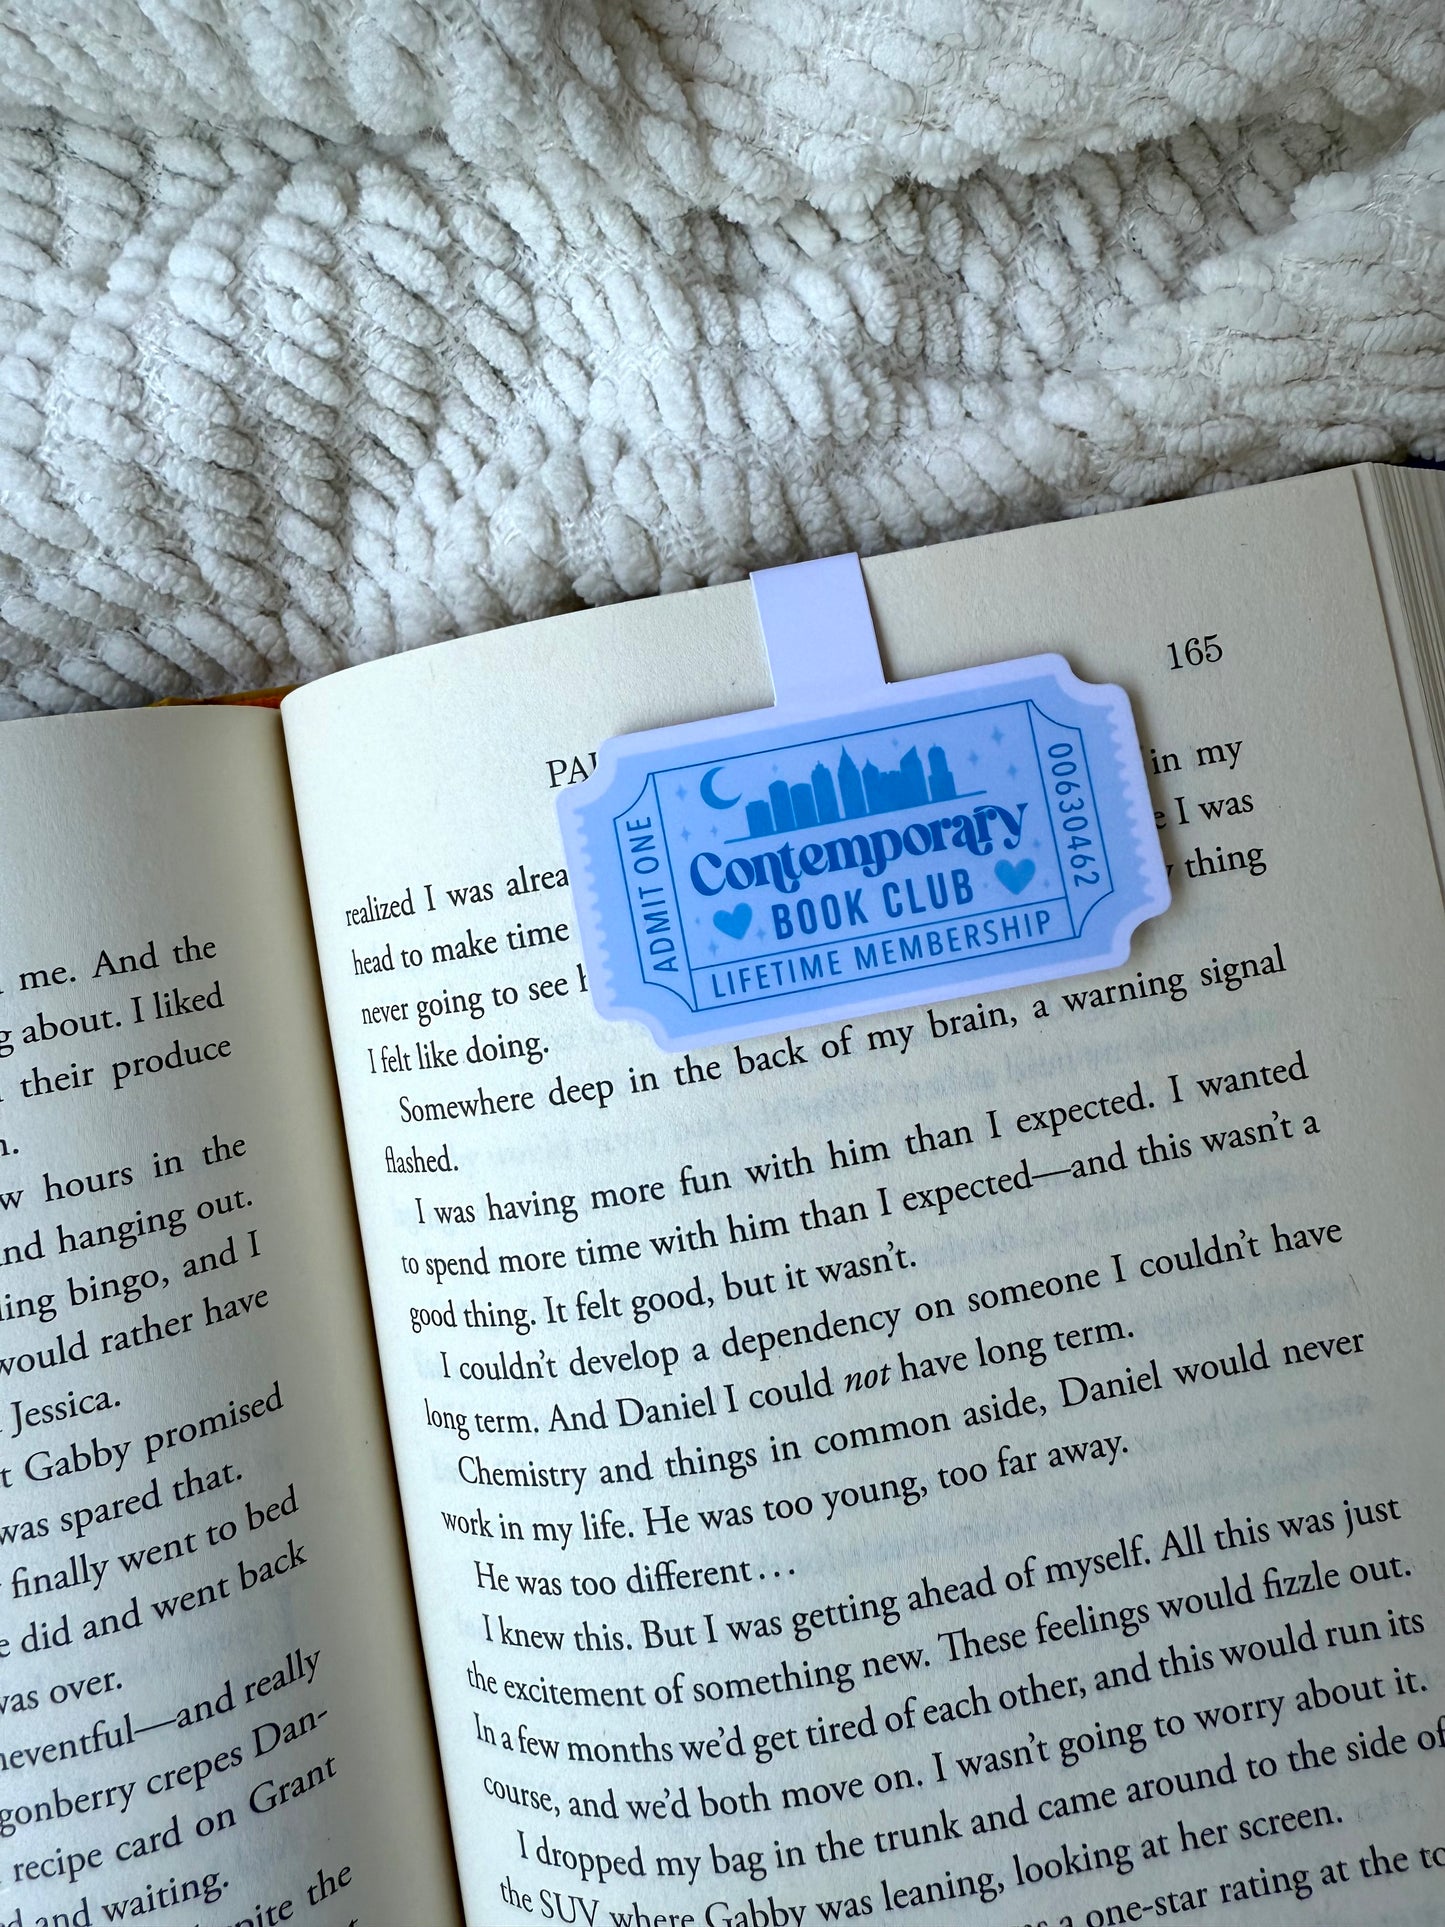 me. And the
about. I liked
their produce
hours in the
hanging out.
bingo, and I
would rather have
Jessica.
Gabby promised
was spared that.
finally went to bed
did and went back
was over.
and really
crepes Dan-
recipe card on Grant
and waiting.
the
165
in my
realized I was
I was
head to make time
thing
never going to see
I felt like doing.
ADMIT ONE
Contemporary
BOOK CLUB
LIFETIME MEMBERSHIP
00630462
Somewhere deep in the back of my brain, a warning signal
flashed.
I was having more fun with him than I expected. I wanted
to spend more time with him than I expected—and this wasn't a
good thing. It felt good, but it wasn't.
I couldn't develop a dependency on someone I couldn't have
long term. And Daniel I could not have long term.
Chemistry and things in common aside, Daniel would never
work in my life. He was too young, too far away.
He was too different . . .
I knew this. But I was getting ahead of myself. All this was just
the excitement of something new. These feelings would fizzle out.
In a few months we'd get tired of each other, and this would run its
course, and we'd both move on. I wasn't going to worry about it.
I dropped my bag in the trunk and came around to the side of
the SUV where Gabby was leaning, looking at her screen.
a one-star rating at the